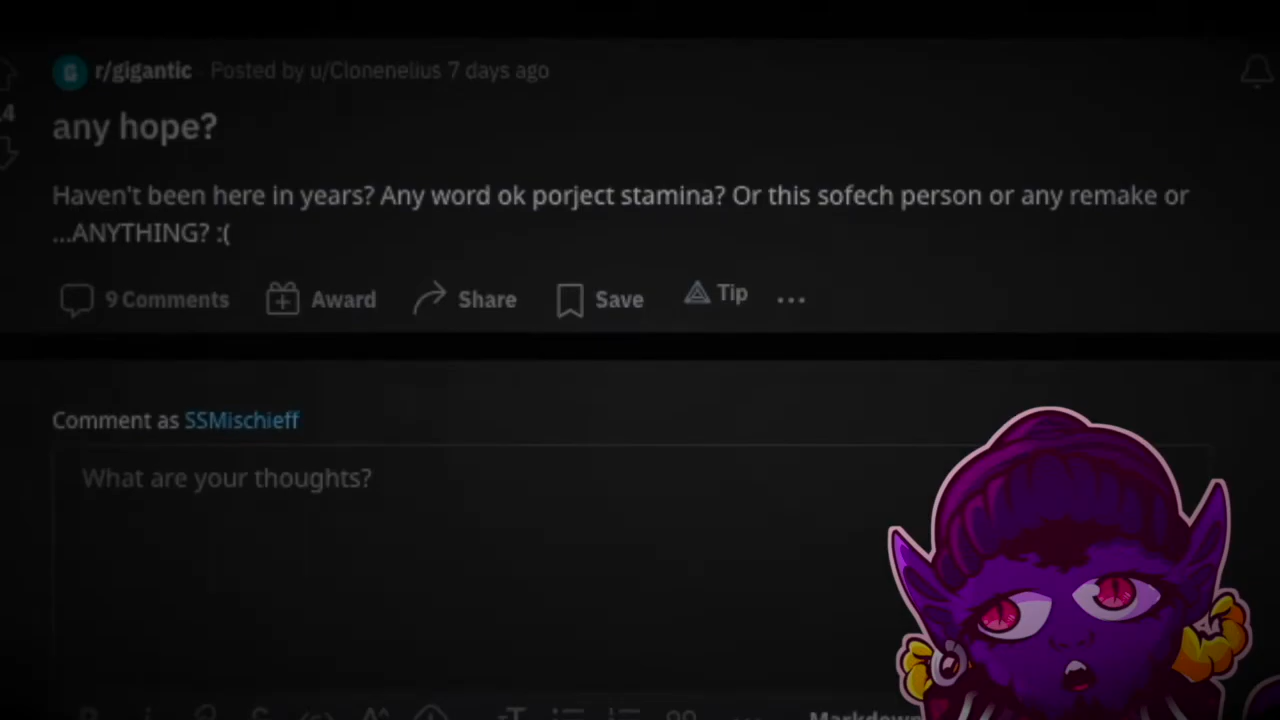 r/gigantic · Posted by u/Clonenelius 7 days ago
.4
any hope?
Haven't been here in years? Any word ok porject stamina? Or this sofech person or any remake or
...ANYTHING? :(
9 Comments Award Share Save Tip ...
Comment as SSMischieff
What are your thoughts?
Markdown